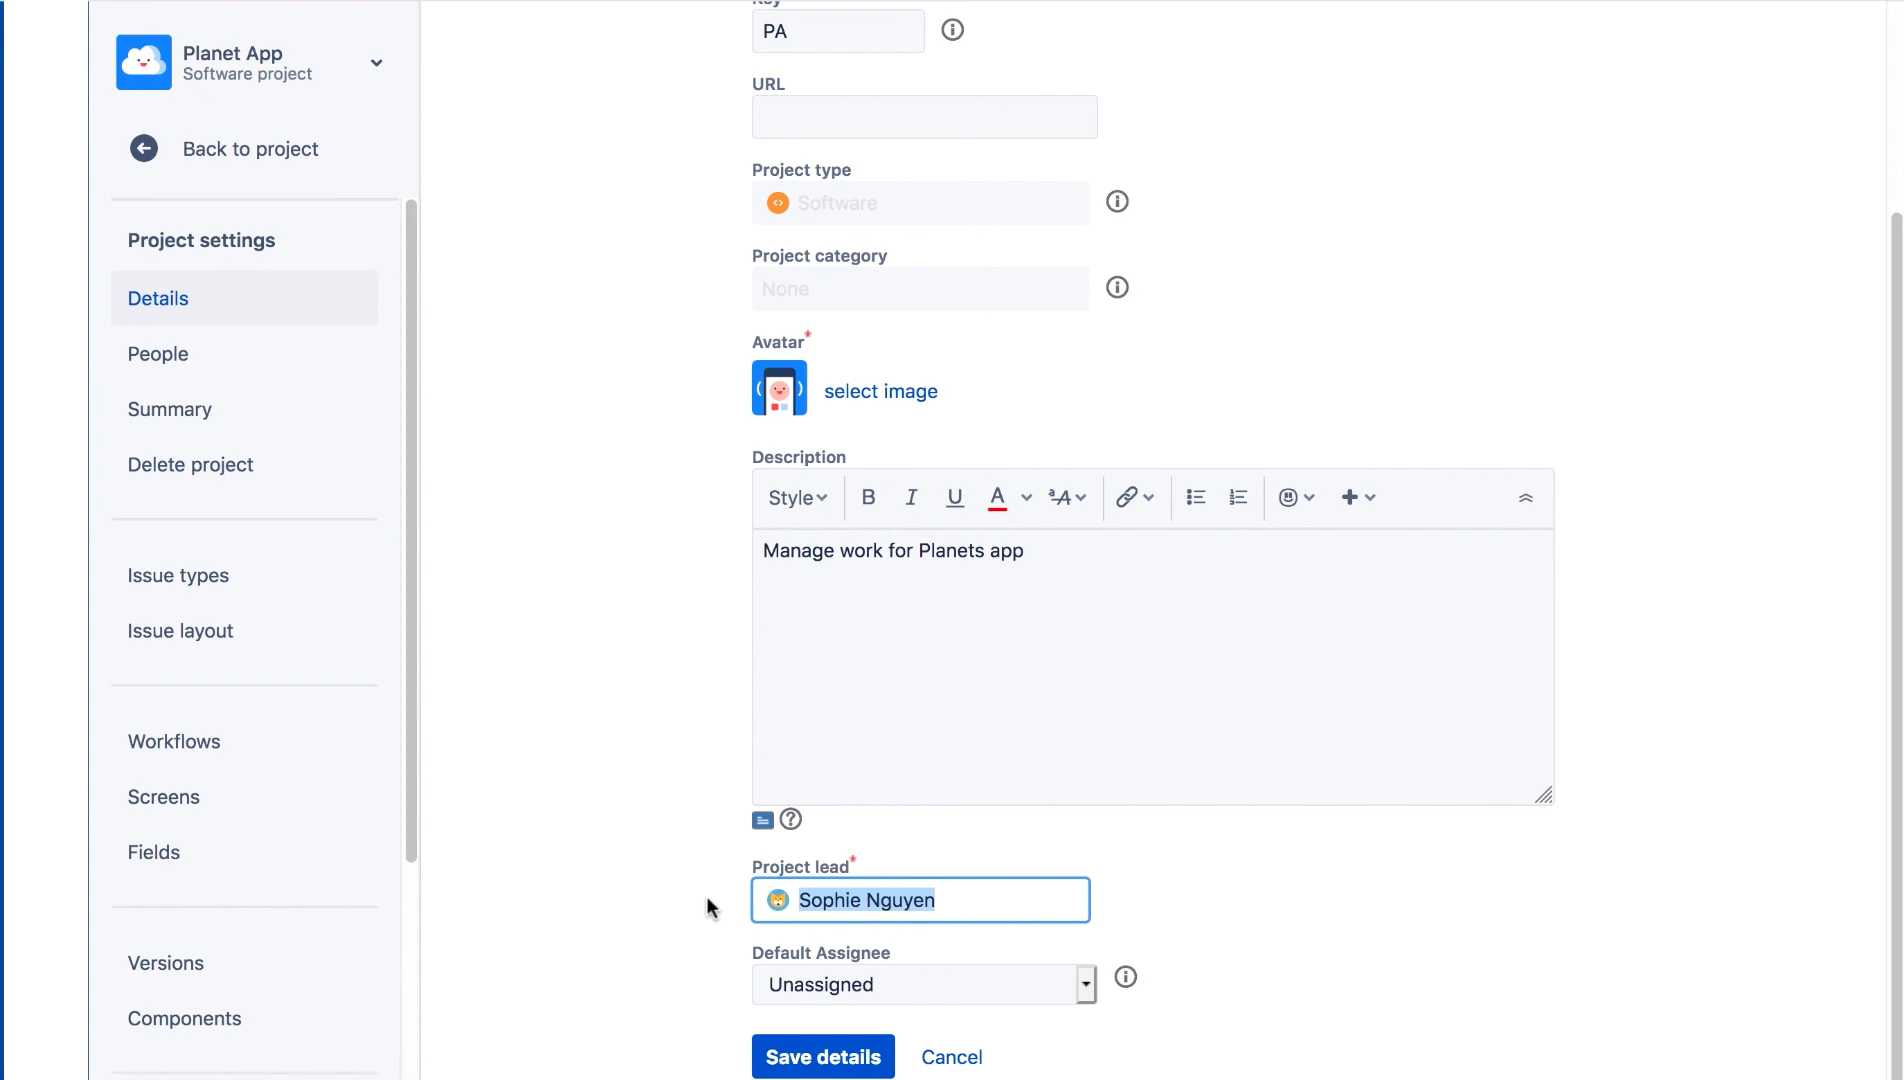 Planet App
Software project
Back to project
Project settings
Details
People
Summary
Delete project
Issue types
Issue layout
Workflows
Screens
Fields
Versions
Components
Key
PA
URL
Project type
Software
Project category
None
Avatar*
select image
Description
Style B I U A ªA
Manage work for Planets app
Project lead*
Sophie Nguyen
Default Assignee
Unassigned
Save details Cancel